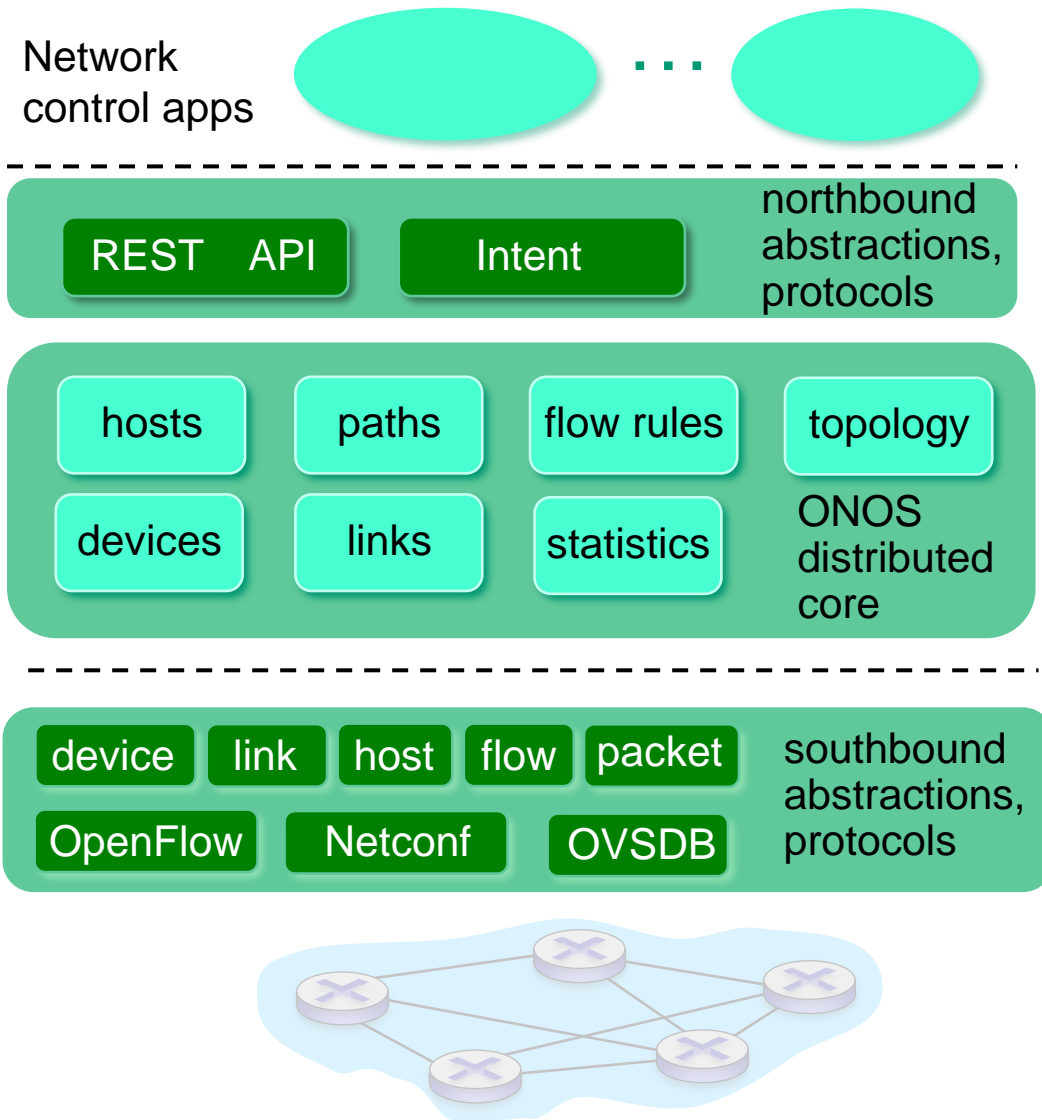 Network
control apps
. . .
REST API
Intent
northbound
abstractions,
protocols
hosts
paths
flow rules
topology
devices
links
statistics
ONOS
distributed
core
device
link
host
flow
packet
OpenFlow
Netconf
OVSDB
southbound
abstractions,
protocols